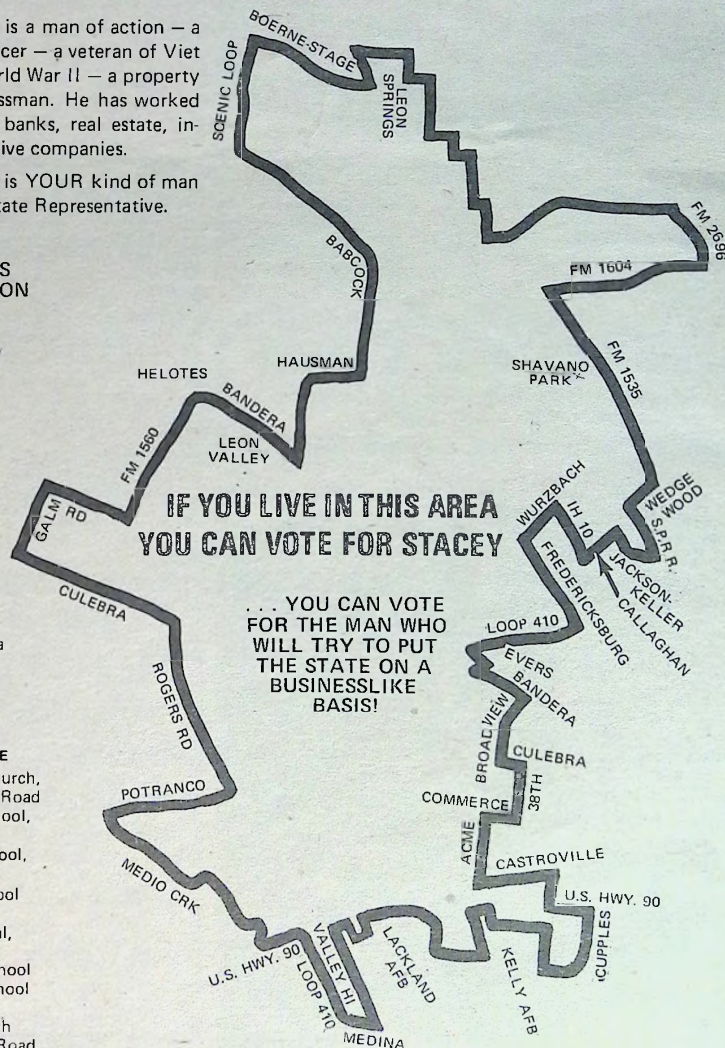 is a man of action — a
cer — a veteran of Viet
rld War II — a property
ssman. He has worked
banks, real estate, in-
ive companies.
is YOUR kind of man
tate Representative.
S
ON
a
E
urch,
Road
ool,
ool,
ool
l,
hool
hool
h
Road
BOERNE-STAGE
SCENIC LOOP
LEON
SPRINGS
FM 2696
FM 1604
BABCOCK
SHAVANO
PARK
FM 1535
HAUSMAN
HELOTES
BANDERA
LEON
VALLEY
FM 1560
GALM
RD
CULEBRA
IF YOU LIVE IN THIS AREA
YOU CAN VOTE FOR STACEY
WURZBACH
IH 10
WEDGE
WOOD
S.P.R.R.
JACKSON-
KELLER
CALLAGHAN
FREDERICKSBURG
LOOP 410
. . . YOU CAN VOTE
FOR THE MAN WHO
WILL TRY TO PUT
THE STATE ON A
BUSINESSLIKE
BASIS!
EVERS
BANDERA
BROADVIEW
CULEBRA
38TH
COMMERCE
ACME
CASTROVILLE
U.S. HWY. 90
CUPPLES
KELLY AFB
LACKLAND
AFB
ROGERS RD
POTRANCO
MEDIO CRK
U.S. HWY. 90
LOOP 410
VALLEY HI
MEDINA